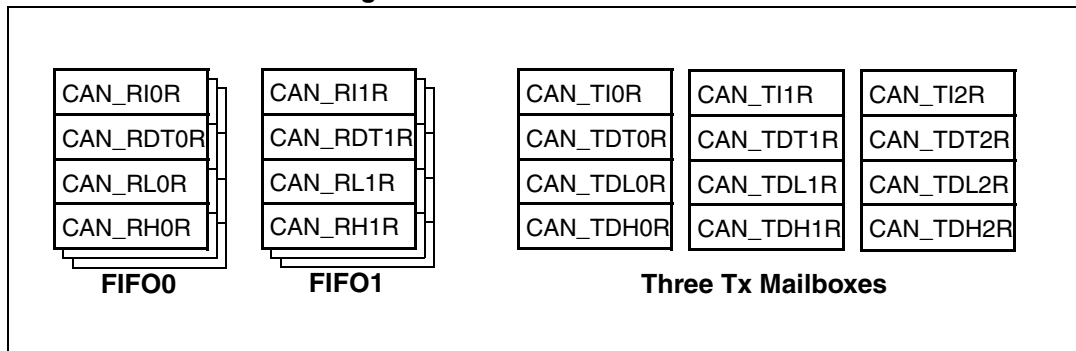 CAN_RI0R CAN_RI1R CAN_TI0R CAN_TI1R CAN_TI2R
CAN_RDT0R CAN_RDT1R CAN_TDT0R CAN_TDT1R CAN_TDT2R
CAN_RL0R CAN_RL1R CAN_TDL0R CAN_TDL1R CAN_TDL2R
CAN_RH0R CAN_RH1R CAN_TDH0R CAN_TDH1R CAN_TDH2R
FIFO0 FIFO1 Three Tx Mailboxes